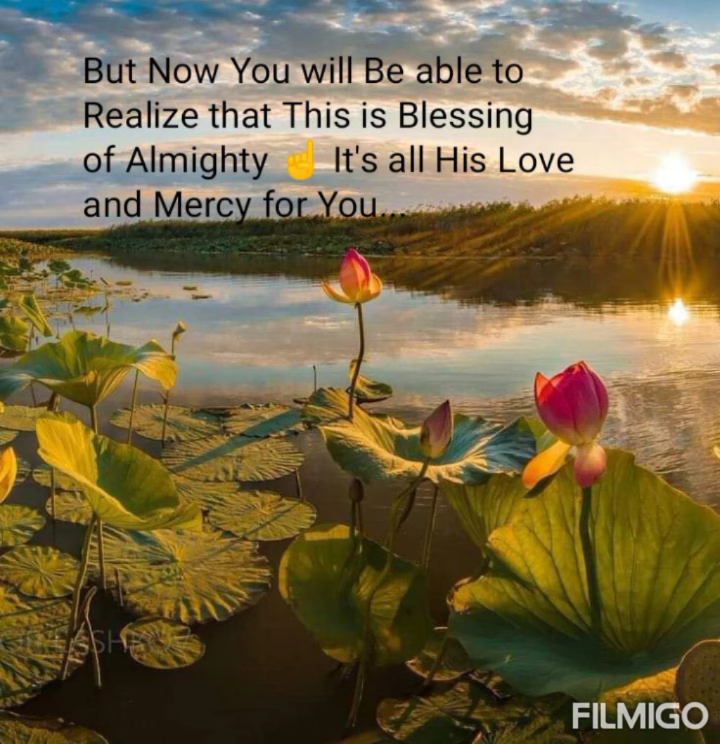 But Now You will Be able to
Realize that This is Blessing
of Almighty ☝ It's all His Love
and Mercy for You...
FILMIGO